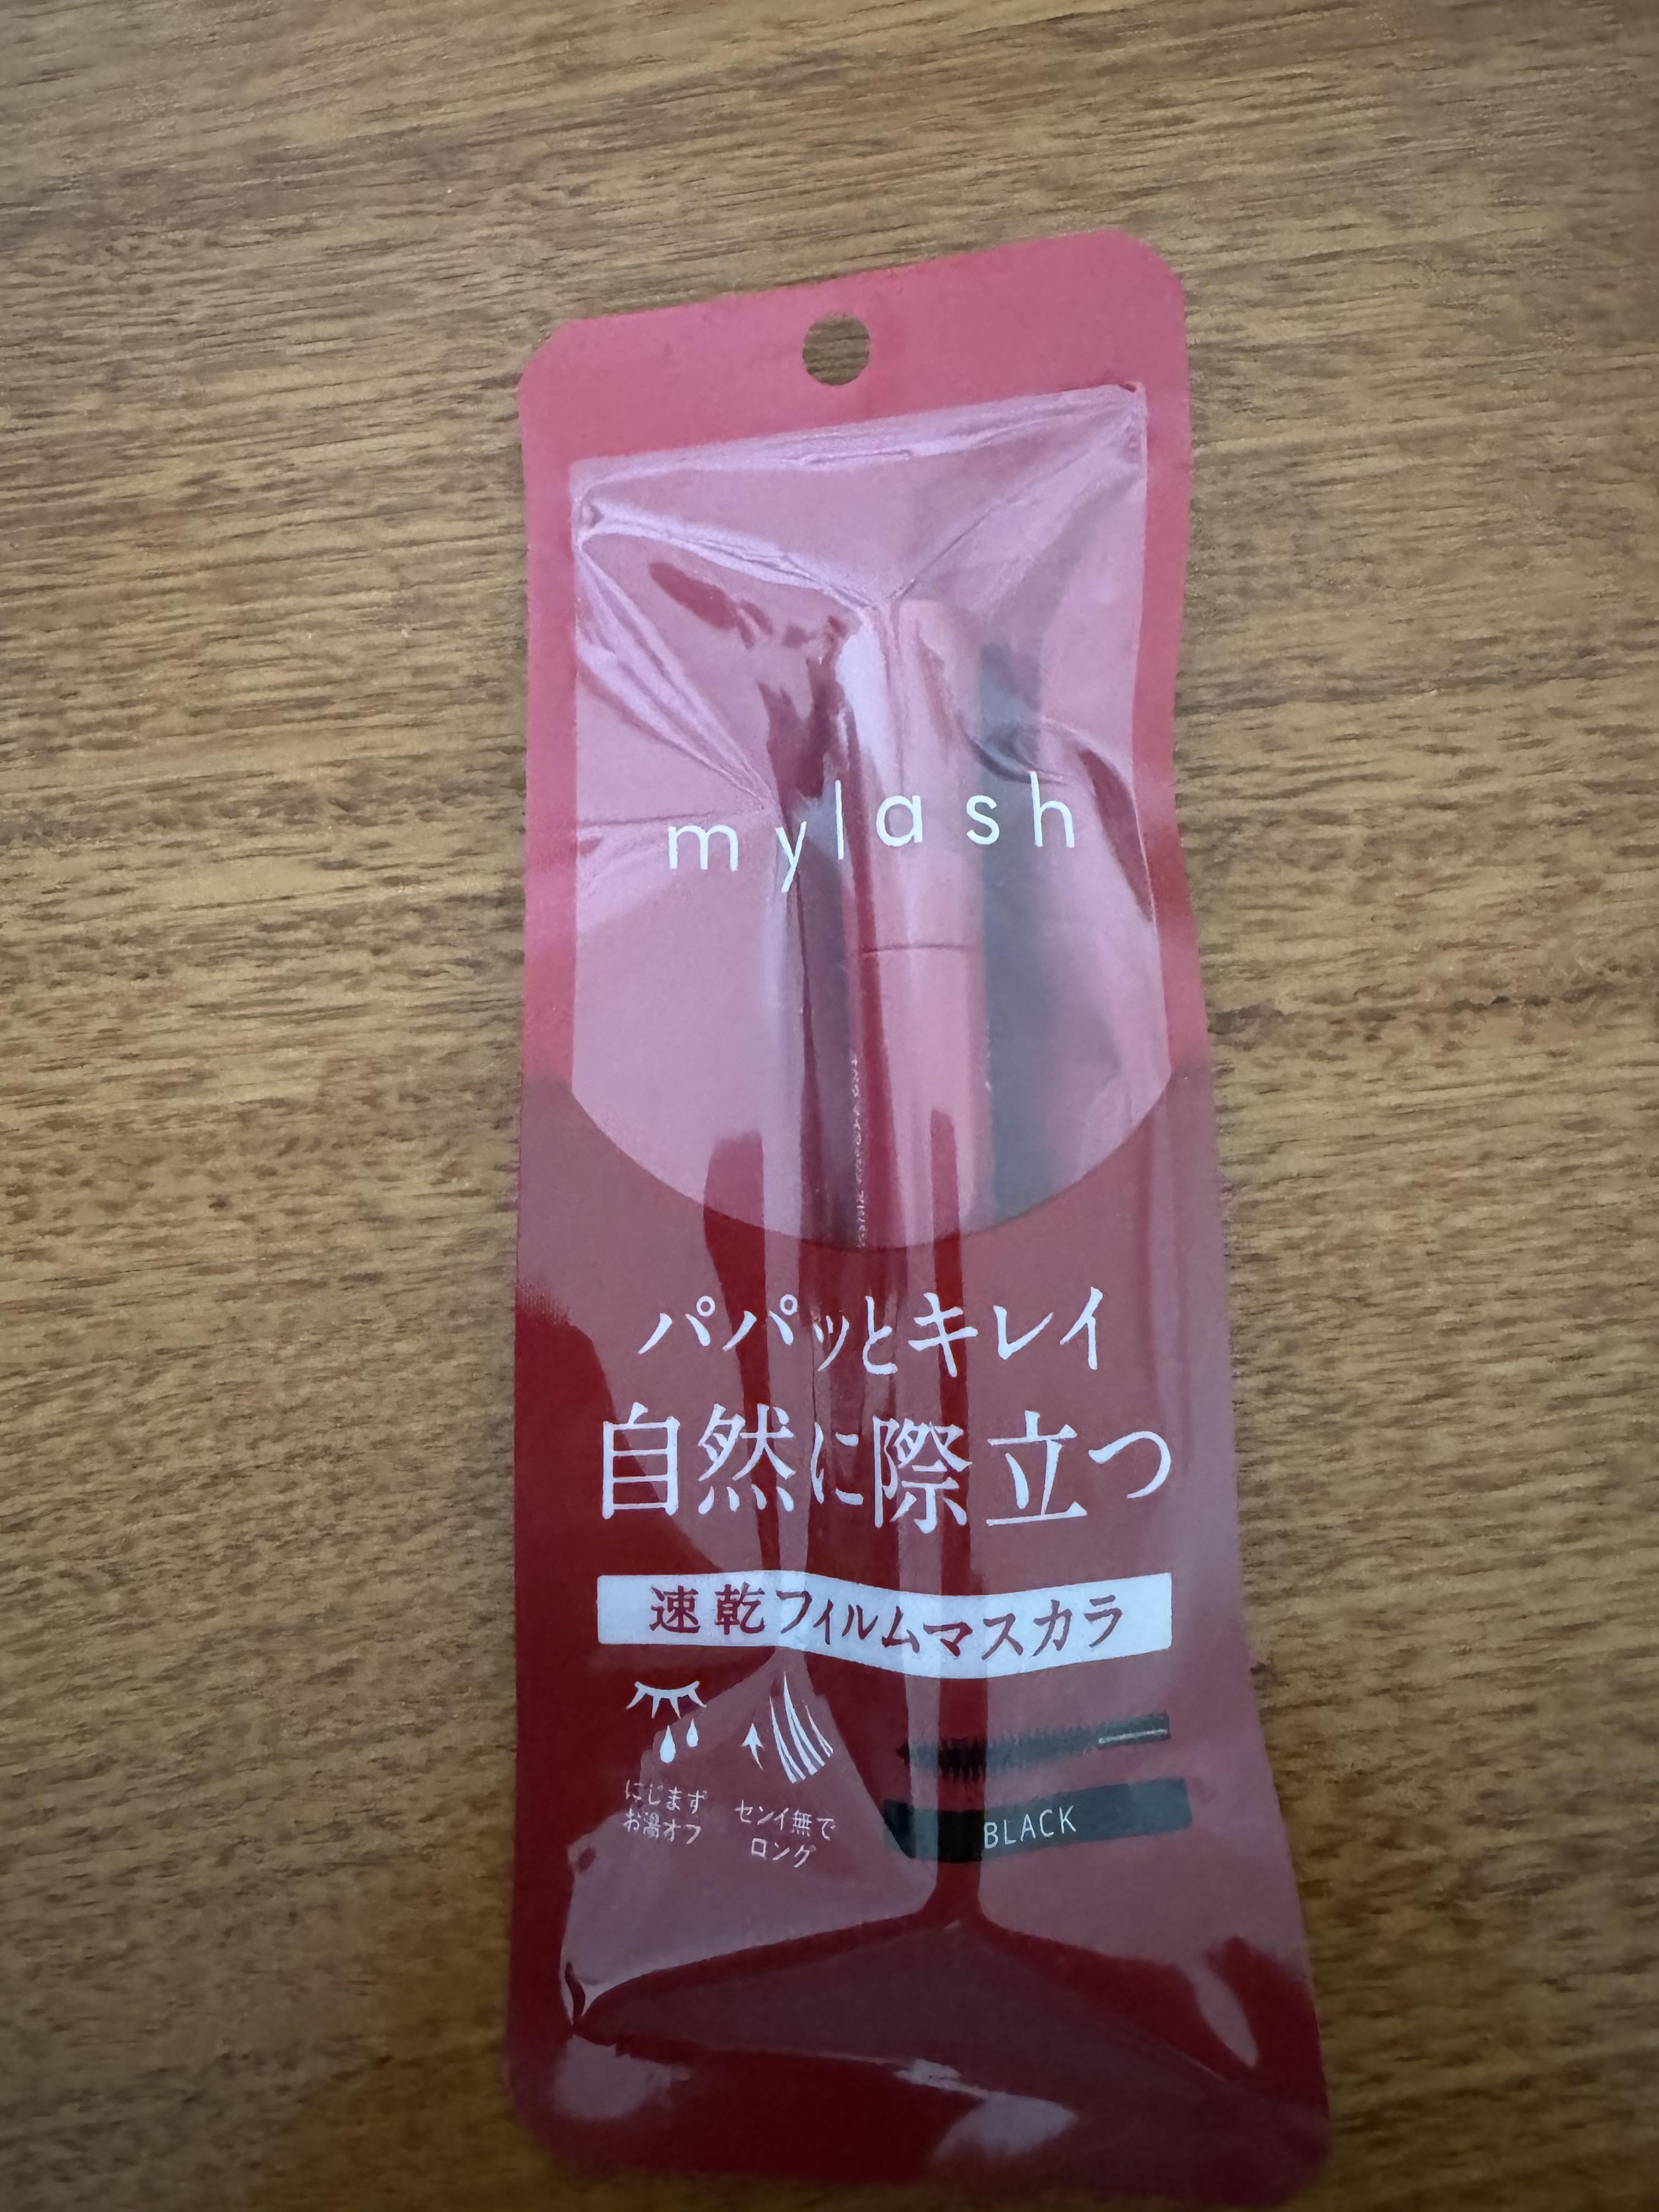 mylash
パパッとキレイ
自然に際立つ
速乾フィルムマスカラ
にじまず
お湯オフ
センイ無で
ロング
BLACK